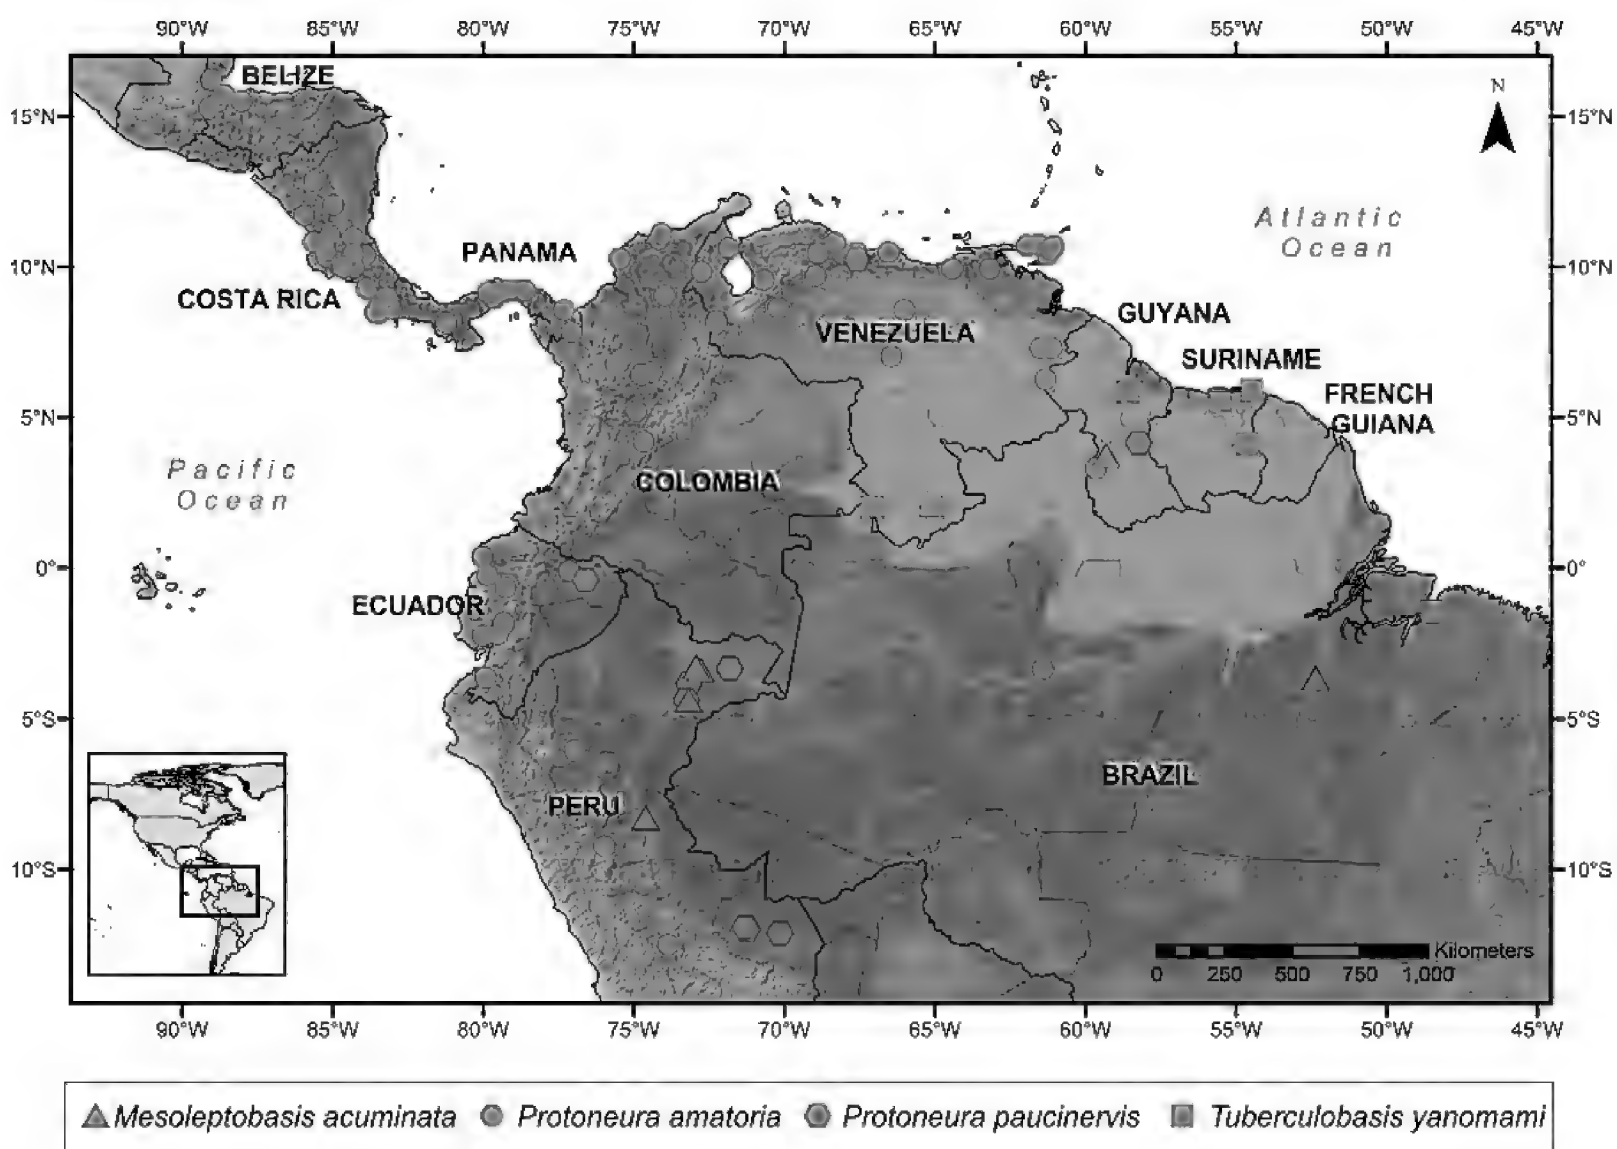 90°W 85°W 80°W 75°W 70°W 65°W 60°W 55°W 50°W 45°W
BELIZE
N
15°N 15°N
Atlantic
Ocean
PANAMA
10°N 10°N
COSTA RICA
GUYANA
VENEZUELA
SURINAME
FRENCH
GUIANA
5°N 5°N
Pacific
Ocean
COLOMBIA
0° 0°
ECUADOR
5°S 5°S
BRAZIL
PERU
10°S 10°S
Kilometers
0 250 500 750 1,000
90°W 85°W 80°W 75°W 70°W 65°W 60°W 55°W 50°W 45°W
Mesoleptobasis acuminata Protoneura amatoria Protoneura paucinervis Tuberculobasis yanomami